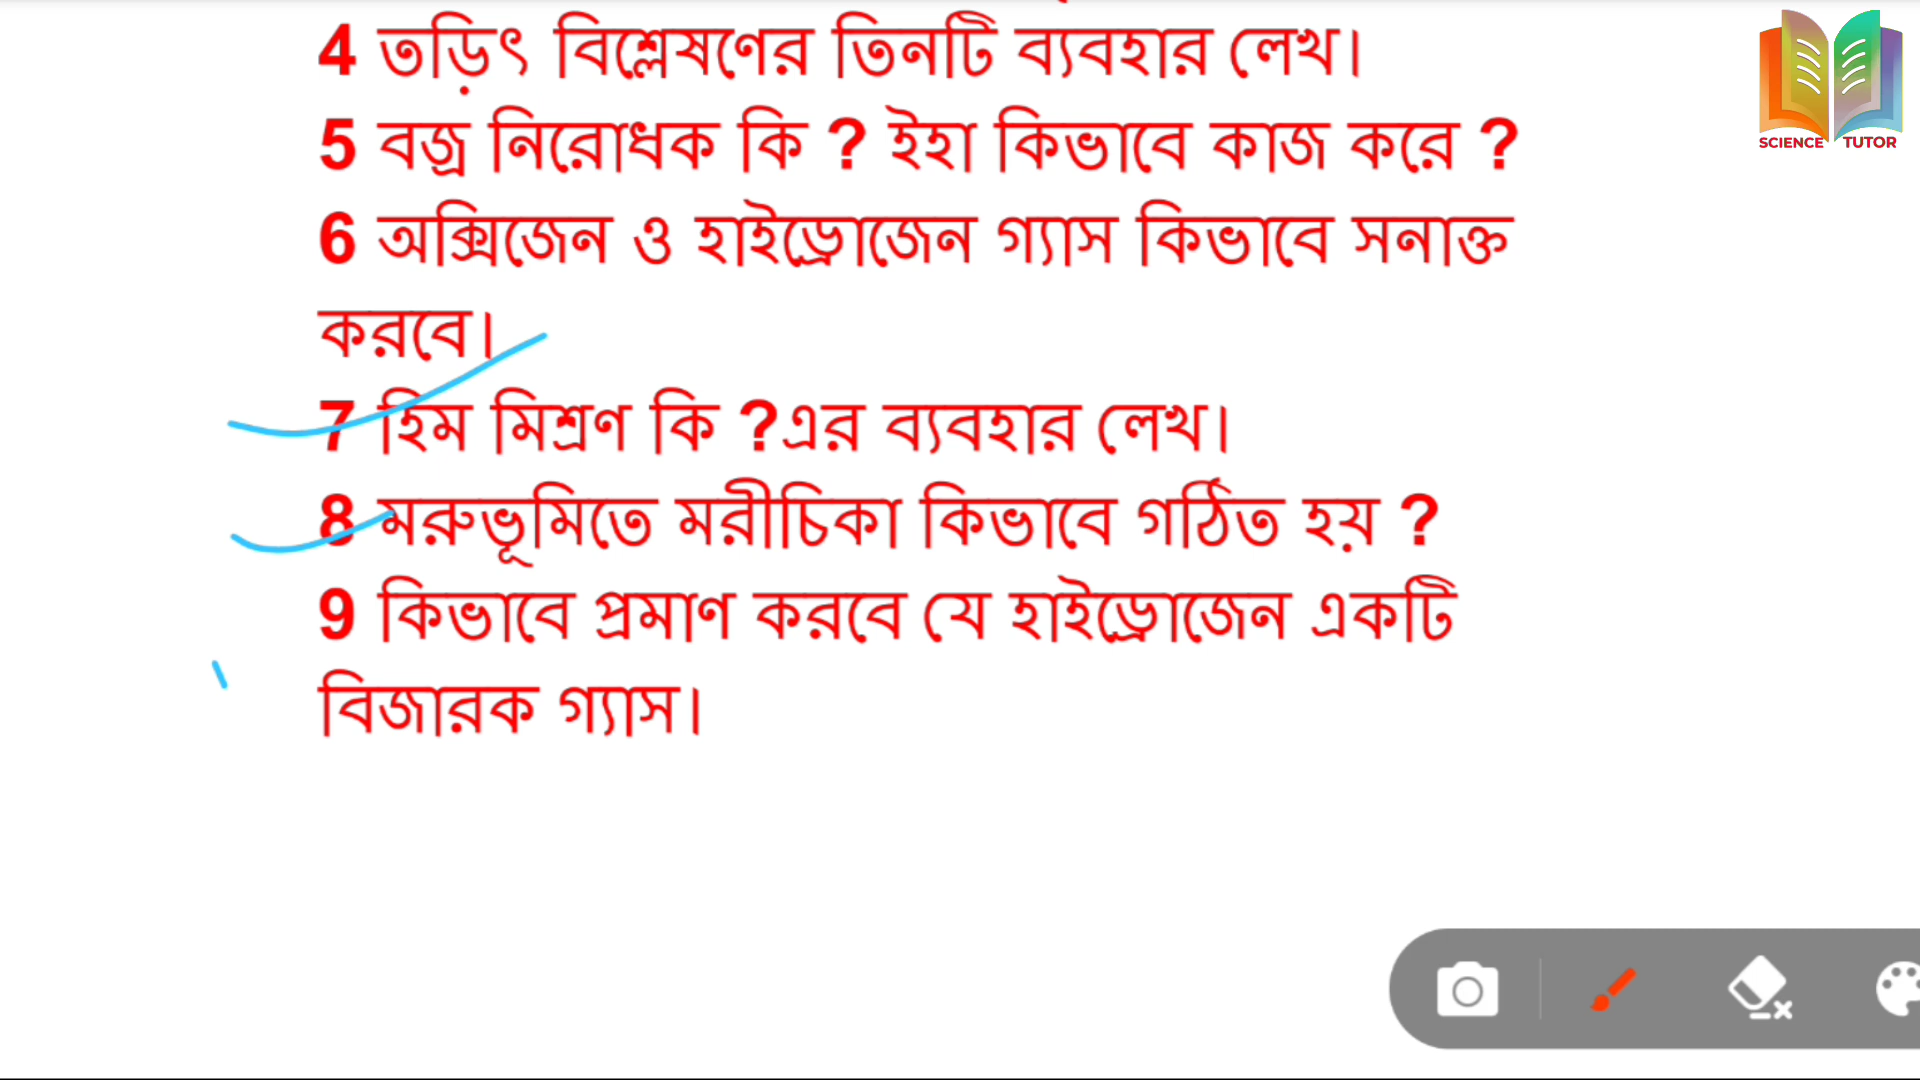 4 তড়িৎ বিশ্লেষণের তিনটি ব্যবহার লেখ।
5 বজ্র নিরোধক কি ? ইহা কিভাবে কাজ করে ?
6 অক্সিজেন ও হাইড্রোজেন গ্যাস কিভাবে সনাক্ত
করবে।
7 হিম মিশ্রণ কি ?এর ব্যবহার লেখ।
8 মরুভূমিতে মরীচিকা কিভাবে গঠিত হয় ?
9 কিভাবে প্রমাণ করবে যে হাইড্রোজেন একটি
বিজারক গ্যাস।
SCIENCE TUTOR